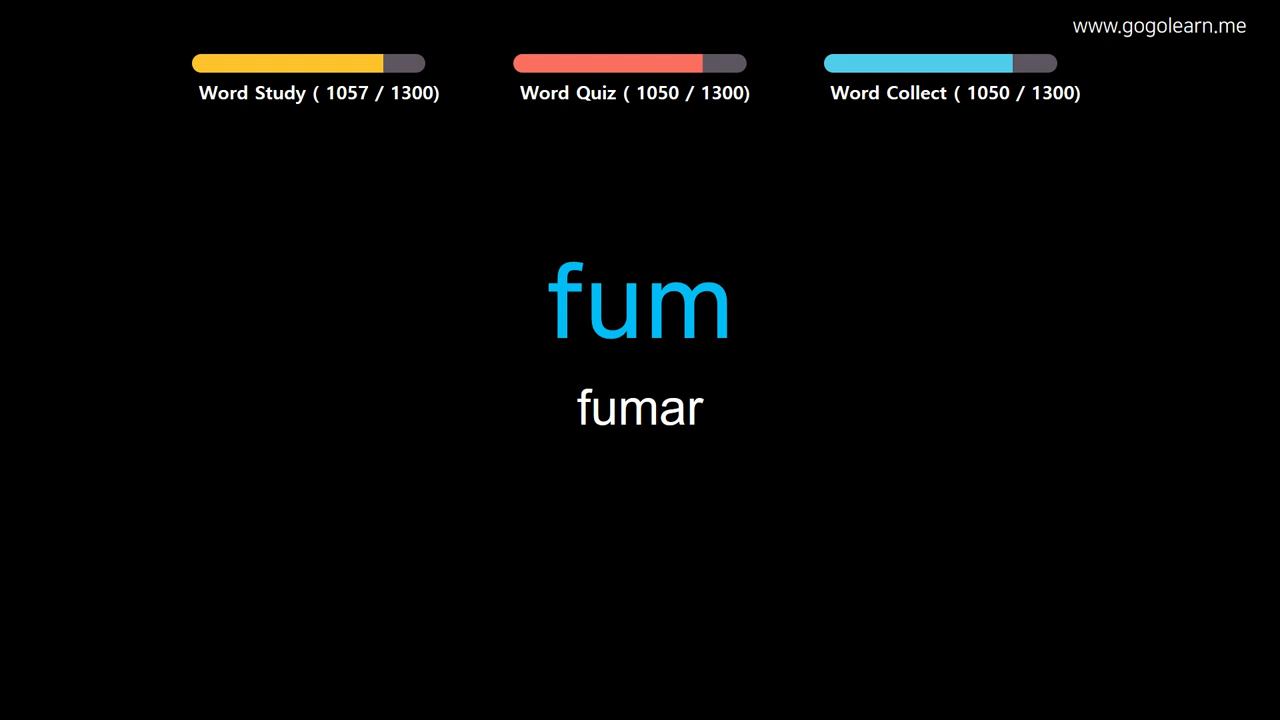 www.gogolearn.me
Word Study ( 1057 / 1300)
Word Quiz ( 1050 / 1300)
Word Collect ( 1050 / 1300)
fum
fumar